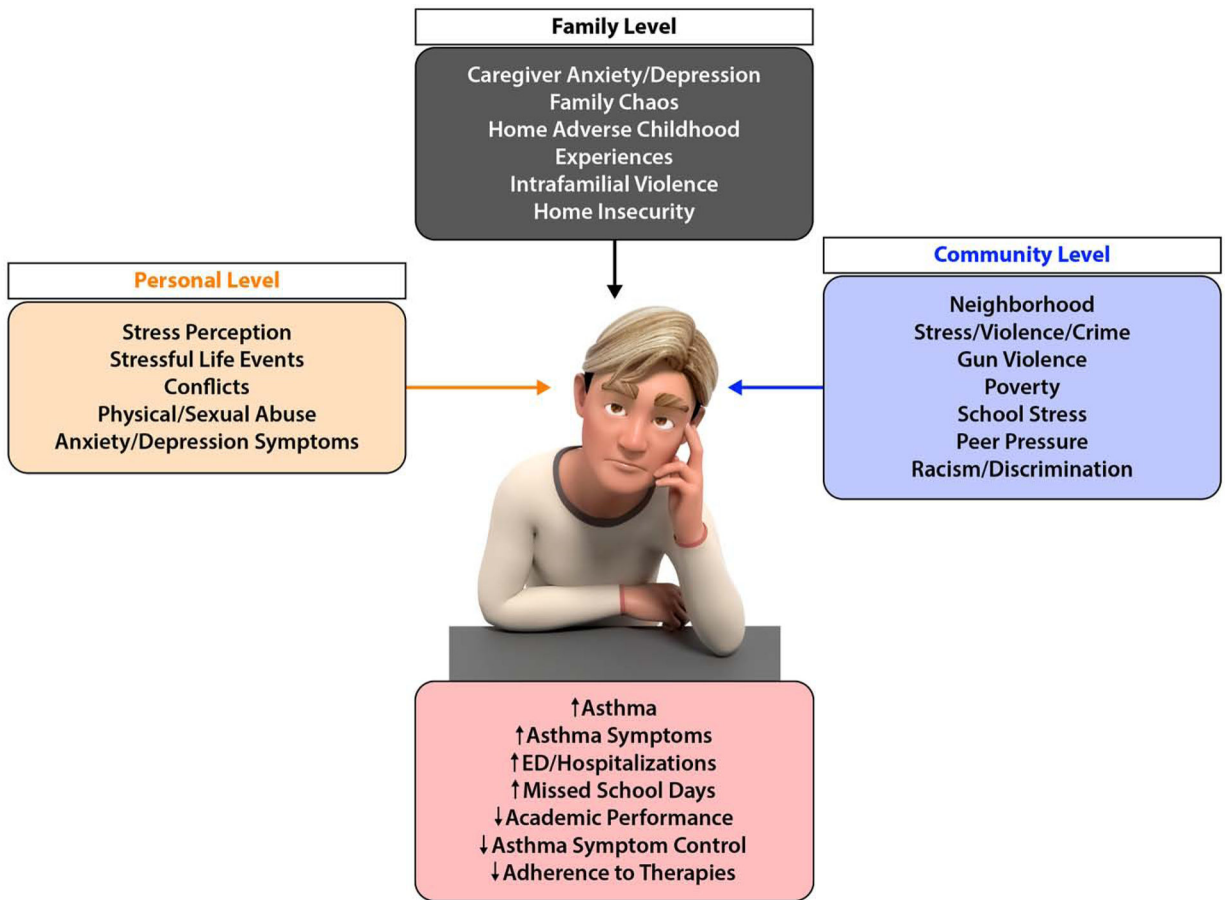 Family Level
Caregiver Anxiety/Depression
Family Chaos
Home Adverse Childhood
Experiences
Intrafamilial Violence
Home Insecurity
Personal Level
Stress Perception
Stressful Life Events
Conflicts
Physical/Sexual Abuse
Anxiety/Depression Symptoms
Community Level
Neighborhood
Stress/Violence/Crime
Gun Violence
Poverty
School Stress
Peer Pressure
Racism/Discrimination
↑Asthma
↑Asthma Symptoms
↑ED/Hospitalizations
↑Missed School Days
↓Academic Performance
↓Asthma Symptom Control
↓Adherence to Therapies